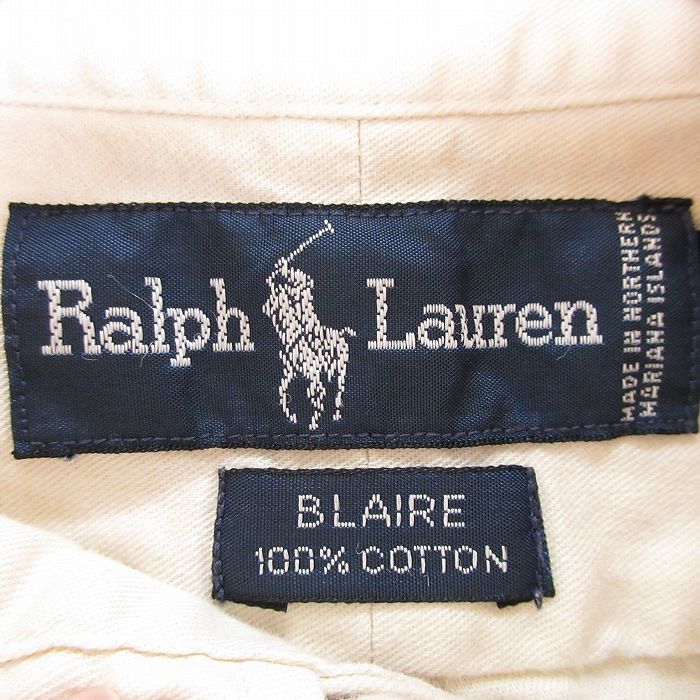 Ralph Lauren
MADE IN NORTHERN
MARIANA ISLANDS
BLAIRE
100% COTTON